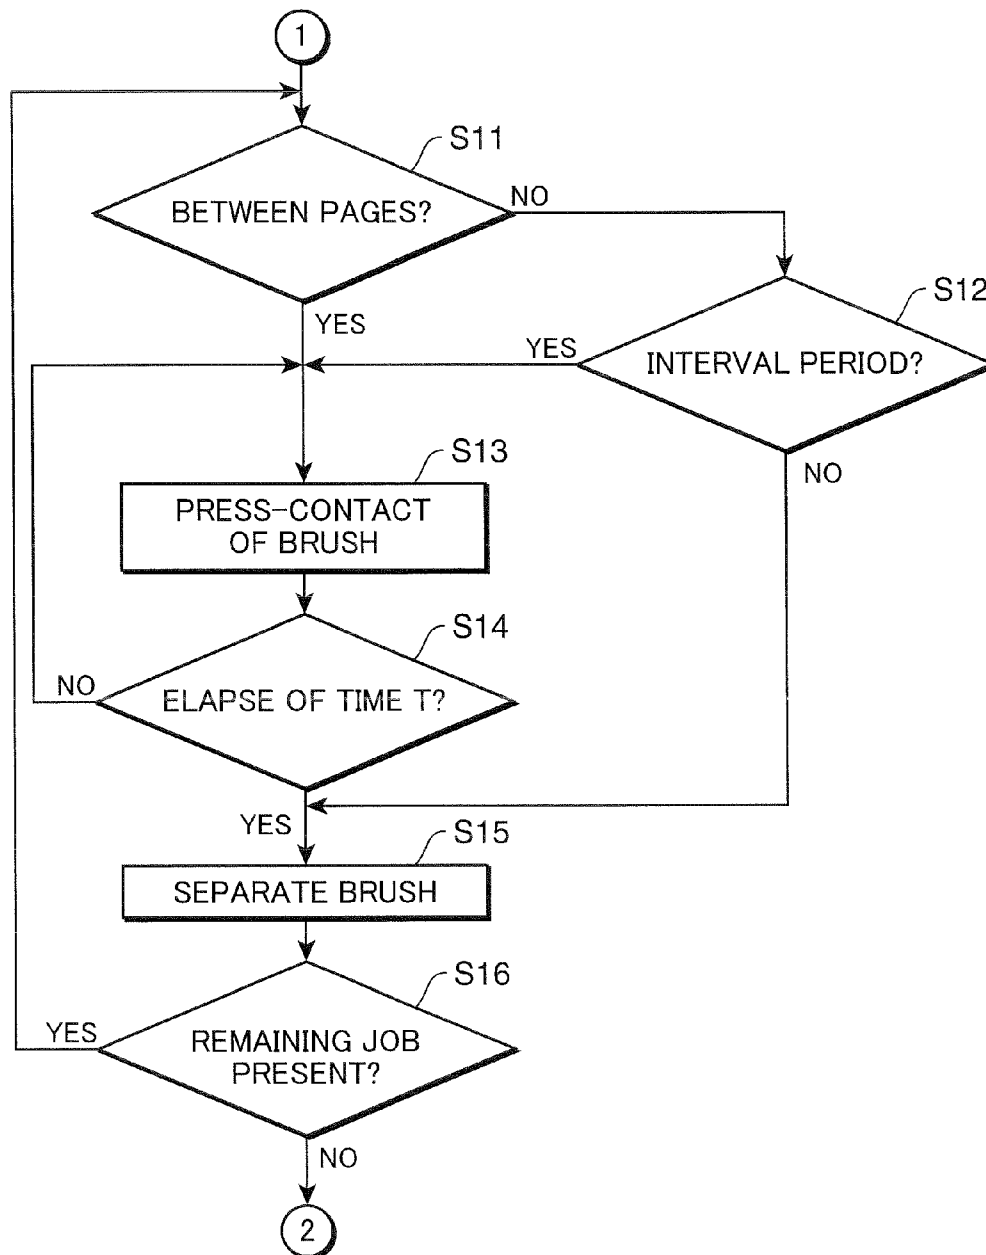 1
S11
BETWEEN PAGES?
NO
S12
YES
YES
INTERVAL PERIOD?
S13
NO
PRESS-CONTACT
OF BRUSH
S14
NO
ELAPSE OF TIME T?
YES
S15
SEPARATE BRUSH
S16
YES
REMAINING JOB
PRESENT?
NO
2